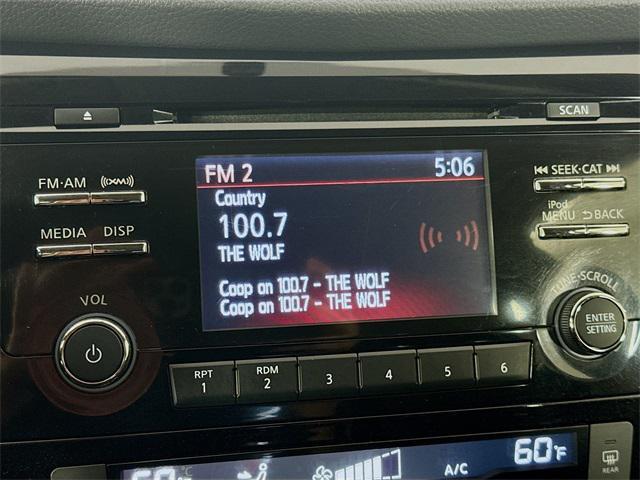 SCAN
FM·AM
((XM))
SEEK·CAT
FM 2
5:06
Country
100.7
THE WOLF
Coop on 100.7 - THE WOLF
Coop on 100.7 - THE WOLF
iPod
MENU
BACK
MEDIA
DISP
VOL
TUNE·SCROLL
ENTER
SETTING
RPT
1
RDM
2
3
4
5
6
60°F
A/C
60°F
REAR